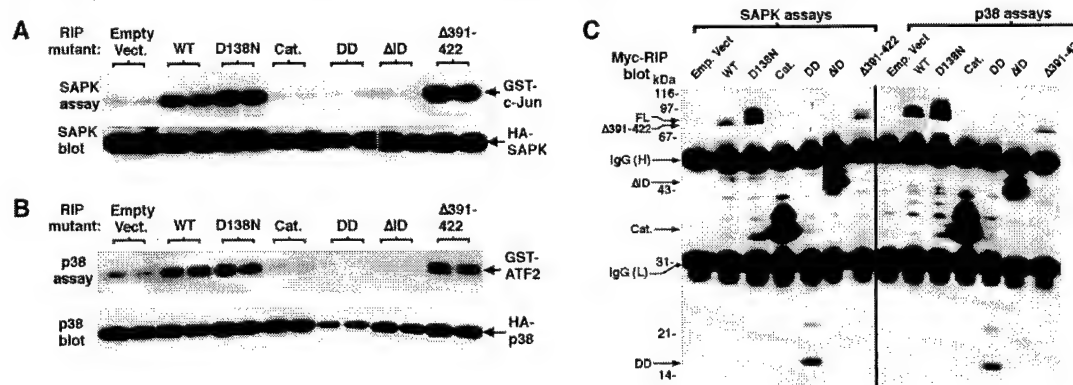 A
RIP mutant: Empty Vect. WT D138N Cat. DD ΔID Δ391-422
SAPK assay
GST-c-Jun
SAPK blot
HA-SAPK
B
RIP mutant: Empty Vect. WT D138N Cat. DD ΔID Δ391-422
p38 assay
GST-ATF2
p38 blot
HA-p38
C
SAPK assays p38 assays
Myc-RIP blot
kDa
Emp. Vect WT D138N Cat. DD ΔID Δ391-422 Emp. Vect WT D138N Cat. DD ΔID
116-
97-
FL
Δ391-422
67-
IgG (H)
ΔID
43-
Cat.
31-
IgG (L)
21-
DD
14-